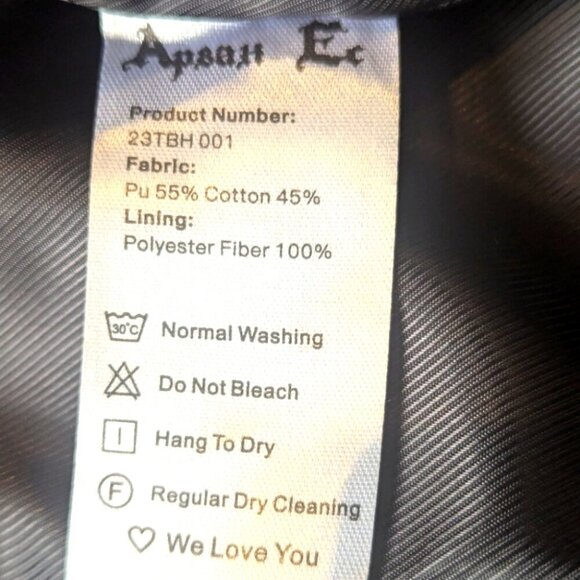 Apsan Ec
Product Number:
23TBH 001
Fabric:
Pu 55% Cotton 45%
Lining:
Polyester Fiber 100%
30°C Normal Washing
Do Not Bleach
Hang To Dry
F Regular Dry Cleaning
We Love You